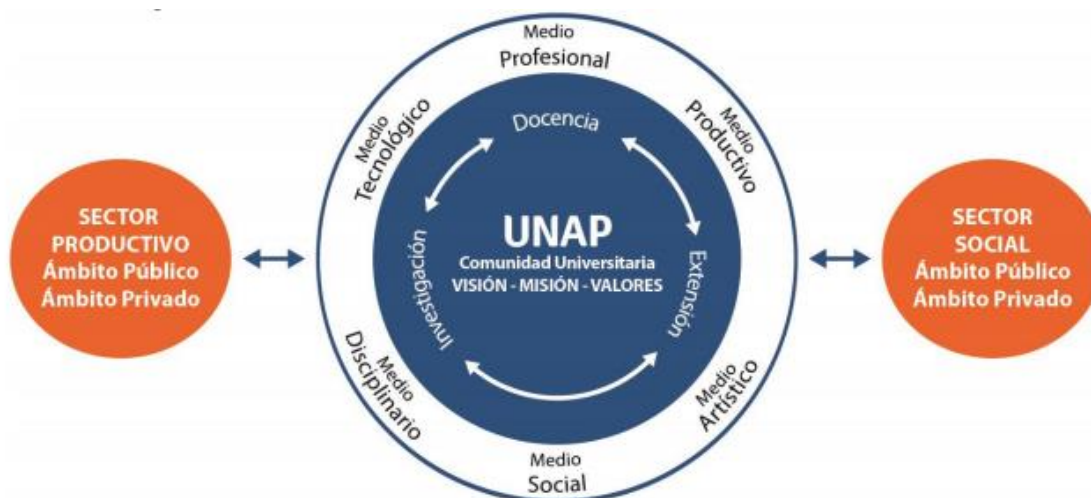 Medio
Profesional
Medio
Tecnológico
Medio
Productivo
Docencia
SECTOR
PRODUCTIVO
Ámbito Público
Ámbito Privado
UNAP
Comunidad Universitaria
VISIÓN - MISIÓN - VALORES
Investigación
Extensión
SECTOR
SOCIAL
Ámbito Público
Ámbito Privado
Medio
Disciplinario
Medio
Artístico
Medio
Social